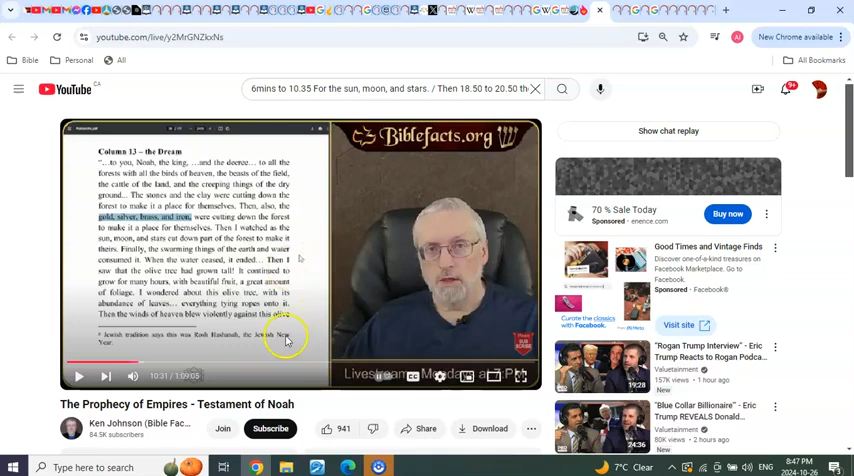 New Chrome available
youtube.com/live/y2MrGNZkxNs
AI
Bible
Personal
All
All Bookmarks
YouTube CA
6mins to 10.35 For the sun, moon, and stars. / Then 18.50 to 20.50 the
9+
Column 13 – the Dream
“…to you, Noah, the king, …and the decree… to all the
forests with all the birds of heaven, the beasts of the
field, the cattle of the land, and the creeping things of the dry
ground... The stones and the clay were cutting down the
forest to make it a place for themselves. Then, also, the
gold, silver, brass, and iron, were cutting down the forest
to make it a place for themselves. Then I watched as the
sun, moon, and stars cut down part of the forest to make it
theirs. Finally, the swarming things of the earth and water
consumed it. When the water ceased, it ended… Then I
saw that the olive tree had grown tall! It continued to
grow for many hours, with beautiful fruit, a great amount
of foliage. I wondered about this olive tree, with its
abundance of leaves… everything tying ropes onto it.
Then the winds of heaven blew violently against this olive
Jewish tradition says this was Rosh Hashanah, the Jewish New
Year.
Biblefacts.org
SUBSCRIBE
Livestream Mondays at 7 PM
10:31 / 1:09:05
CC
The Prophecy of Empires - Testament of Noah
Ken Johnson (Bible Fac...
84.5K subscribers
Join
Subscribe
941
Share
Download
Show chat replay
70 % Sale Today
Sponsored · enence.com
Buy now
Good Times and Vintage Finds
Discover one-of-a-kind treasures on
Facebook Marketplace. Go to
Facebook.
Sponsored · Facebook®
Curate the classics
with Facebook.
Visit site
"Rogan Trump Interview" - Eric
Trump Reacts to Rogan Podca...
Valuetainment
157K views • 1 hour ago
New
19:28
"Blue Collar Billionaire" - Eric
Trump REVEALS Donald...
Valuetainment
80K views • 2 hours ago
New
24:36
Type here to search
7°C Clear
8:47 PM
2024-10-26